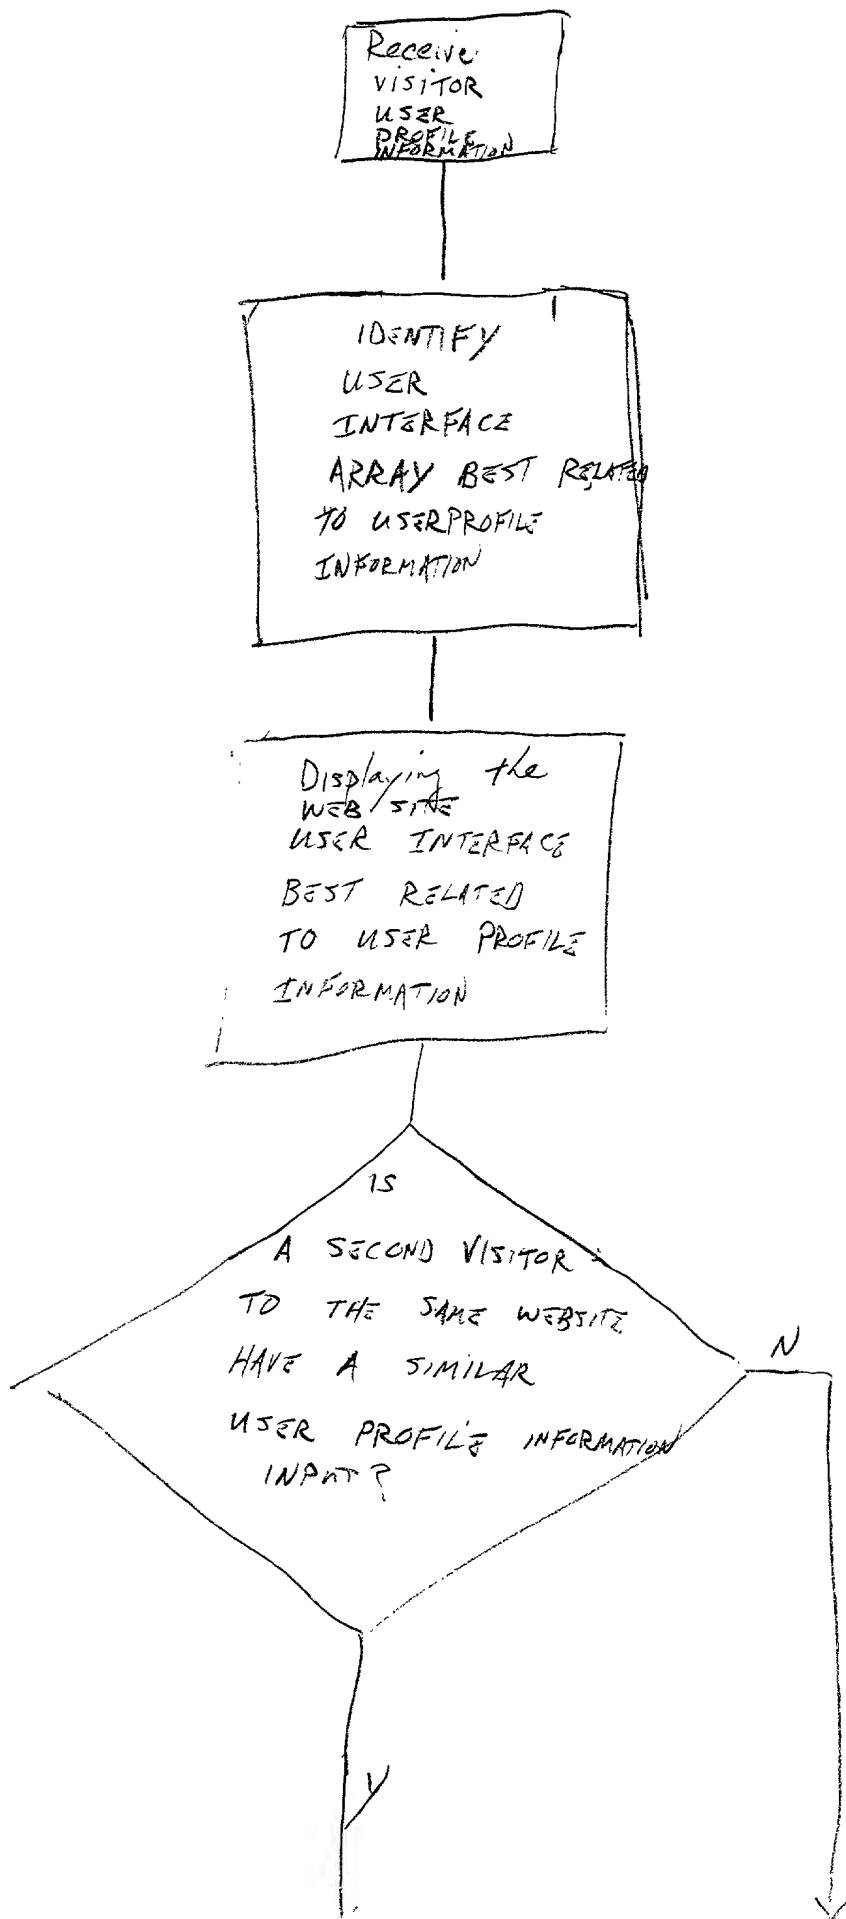 Receive
VISITOR
USER
PROFILE
INFORMATION
IDENTIFY
USER
INTERFACE
ARRAY BEST RELATED
TO USERPROFILE
INFORMATION
Displaying the
WEB SITE
USER INTERFACE
BEST RELATED
TO USER PROFILE
INFORMATION
IS
A SECOND VISITOR
TO THE SAME WEBSITE
HAVE A SIMILAR
USER PROFILE INFORMATION
INPUT?
N
Y